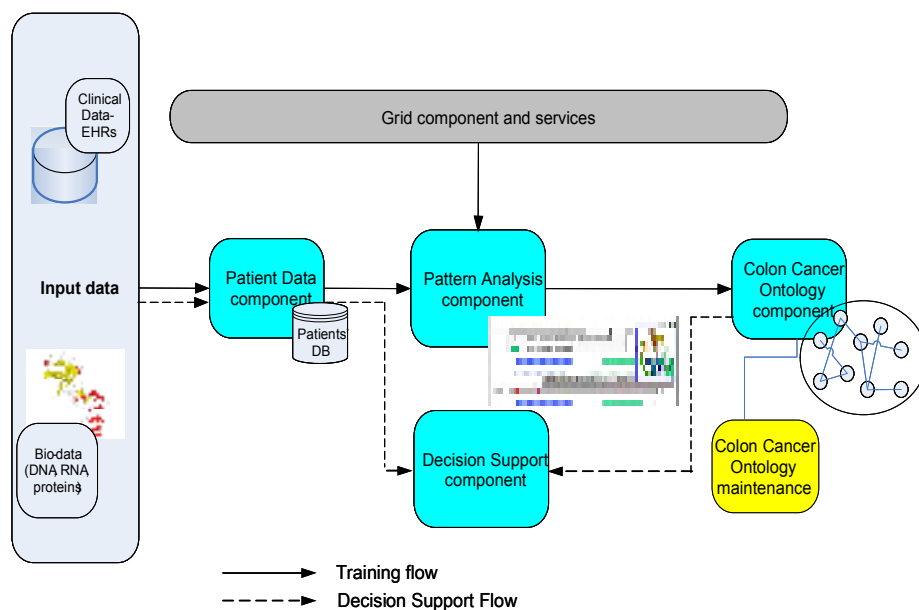 Clinical
Data-
EHRs
Grid component and services
Input data
Patient Data
component
Patients'
DB
Pattern Analysis
component
Colon Cancer
Ontology
component
Bio-data
(DNA, RNA,
proteins)
Decision Support
component
Colon Cancer
Ontology
maintenance
Training flow
Decision Support Flow